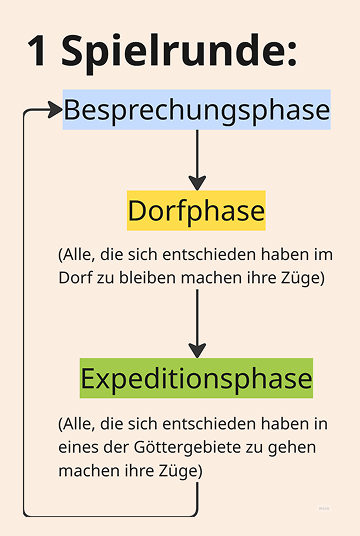 1 Spielrunde:
Besprechungsphase
Dorfphase
(Alle, die sich entschieden haben im
Dorf zu bleiben machen ihre Züge)
Expeditionsphase
(Alle, die sich entschieden haben in
eines der Göttergebiete zu gehen
machen ihre Züge)